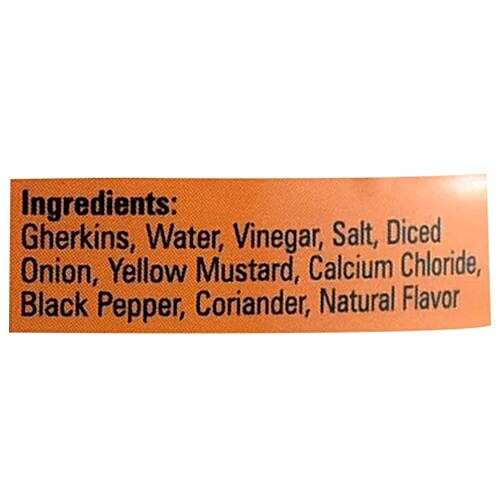 Ingredients:
Gherkins, Water, Vinegar, Salt, Diced
Onion, Yellow Mustard, Calcium Chloride,
Black Pepper, Coriander, Natural Flavor